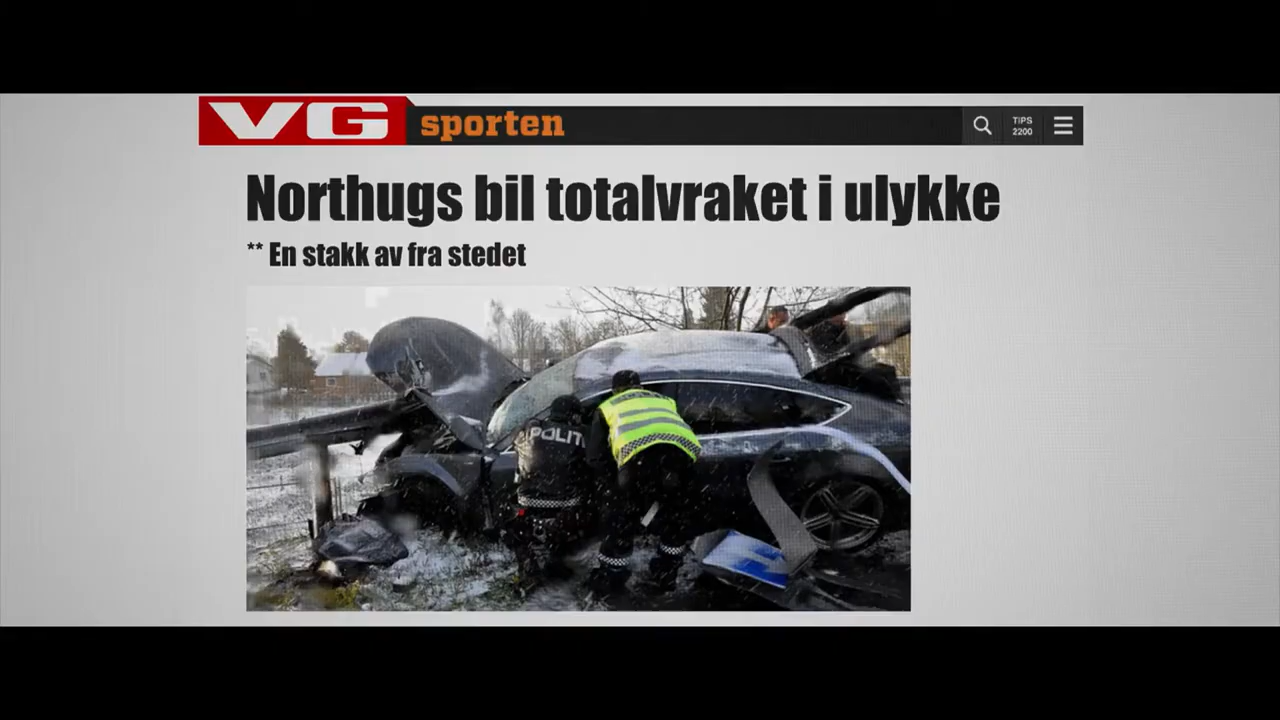 VG sporten
TIPS
2200
Northugs bil totalvraket i ulykke
** En stakk av fra stedet
POLITI